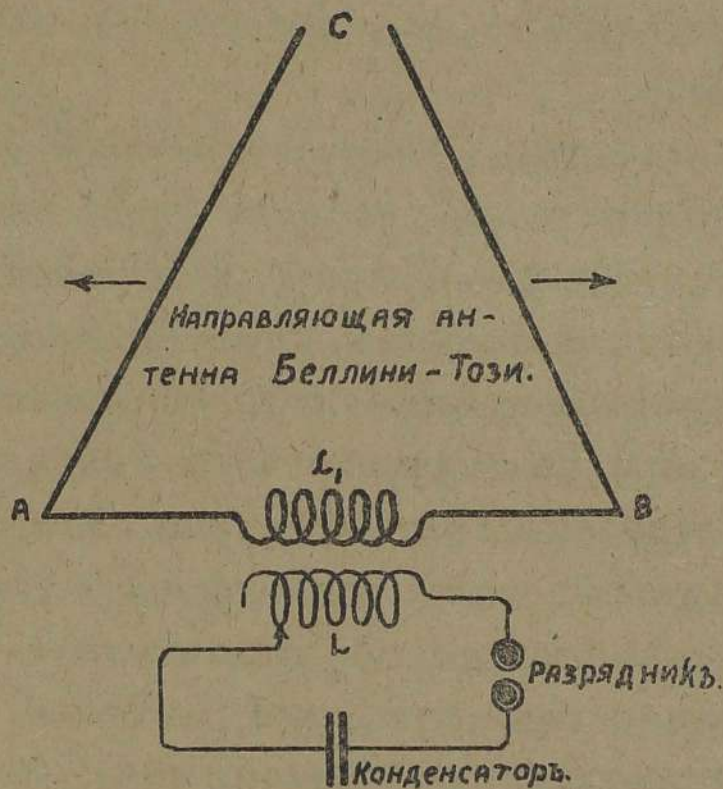 C
Направляющая ан-
тенна Беллини-Този.
L₁
A
B
L
Разрядникъ.
Конденсаторъ.